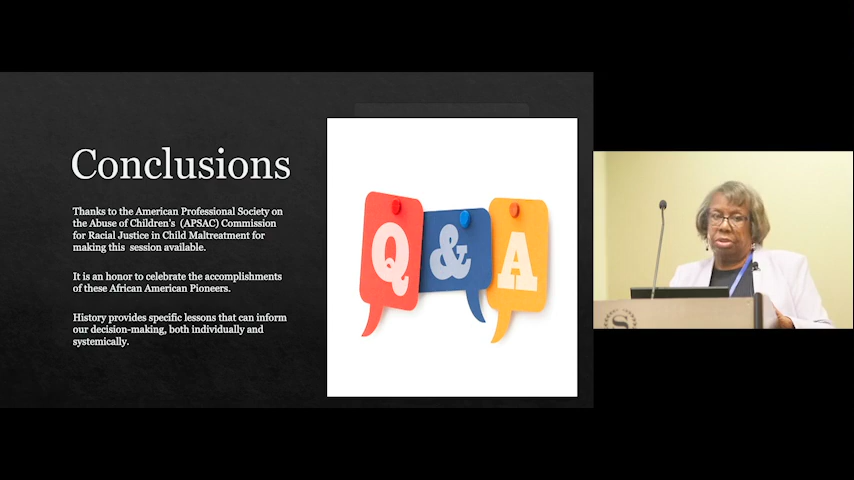 Conclusions
Thanks to the American Professional Society on
the Abuse of Children's (APSAC) Commission
for Racial Justice in Child Maltreatment for
making this session available.
It is an honor to celebrate the accomplishments
of these African American Pioneers.
History provides specific lessons that can inform
our decision-making, both individually and
systemically.
Q & A